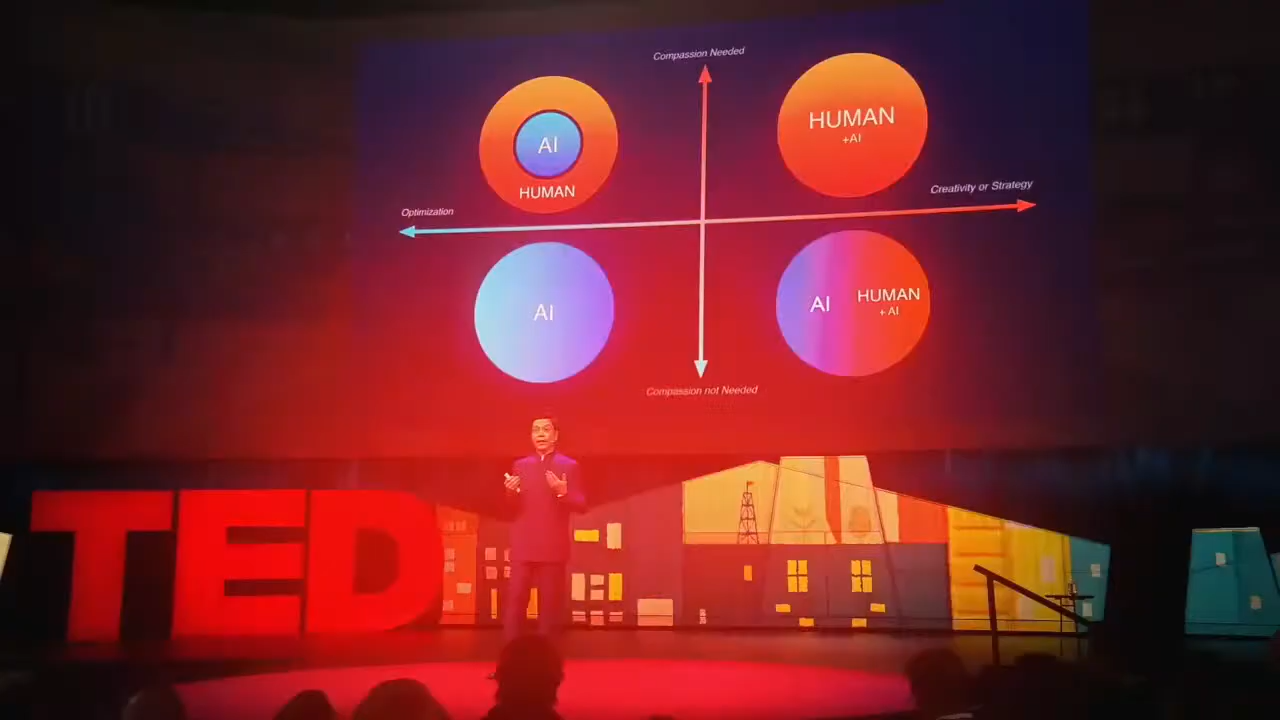 Compassion Needed
AI
HUMAN
HUMAN
+AI
Optimization
Creativity or Strategy
AI
AI
HUMAN
+ AI
Compassion not Needed
TED